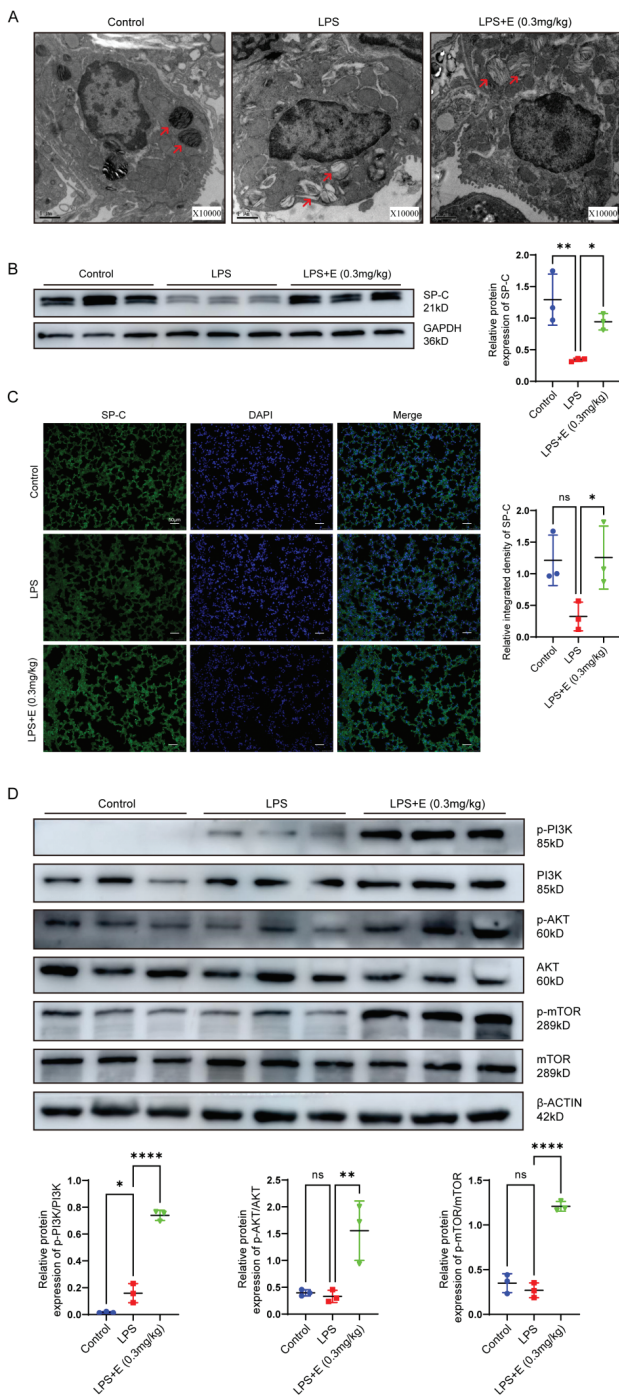 A
Control
LPS
LPS+E (0.3mg/kg)
X10000
X10000
X10000
B
Control
LPS
LPS+E (0.3mg/kg)
SP-C
21kD
GAPDH
36kD
Relative protein
expression of SP-C
2.0
1.5
1.0
0.5
0.0
**
*
Control
LPS
LPS+E (0.3mg/kg)
C
SP-C
DAPI
Merge
Control
50μm
LPS
LPS+E (0.3mg/kg)
Relative integrated density of SP-C
2.0
1.5
1.0
0.5
0.0
ns
*
Control
LPS
LPS+E (0.3mg/kg)
D
Control
LPS
LPS+E (0.3mg/kg)
p-PI3K
85kD
PI3K
85kD
p-AKT
60kD
AKT
60kD
p-mTOR
289kD
mTOR
289kD
β-ACTIN
42kD
Relative protein
expression of p-PI3K/PI3K
1.0
0.8
0.6
0.4
0.2
0.0
*
****
Control
LPS
LPS+E (0.3mg/kg)
Relative protein
expression of p-AKT/AKT
2.5
2.0
1.5
1.0
0.5
0.0
ns
**
Control
LPS
LPS+E (0.3mg/kg)
Relative protein
expression of p-mTOR/mTOR
1.5
1.0
0.5
0.0
ns
****
Control
LPS
LPS+E (0.3mg/kg)